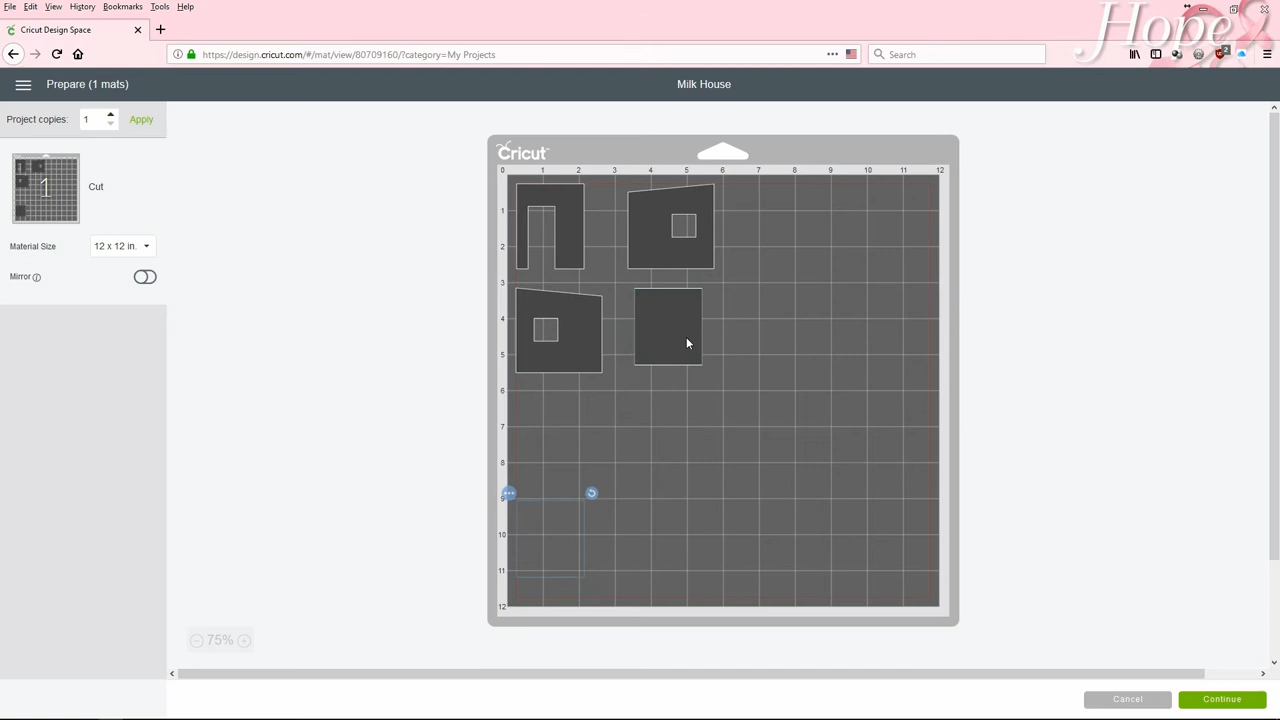 File Edit View History Bookmarks Tools Help
Hope
Cricut Design Space
https://design.cricut.com/#/mat/view/80709160/?category=My Projects
Search
2
Prepare (1 mats)
Milk House
Project copies: 1 Apply
1
Cut
Material Size 12 x 12 in.
Mirror
Cricut
0 1 2 3 4 5 6 7 8 9 10 11 12
1
2
3
4
5
6
7
8
9
10
11
12
75%
Cancel Continue